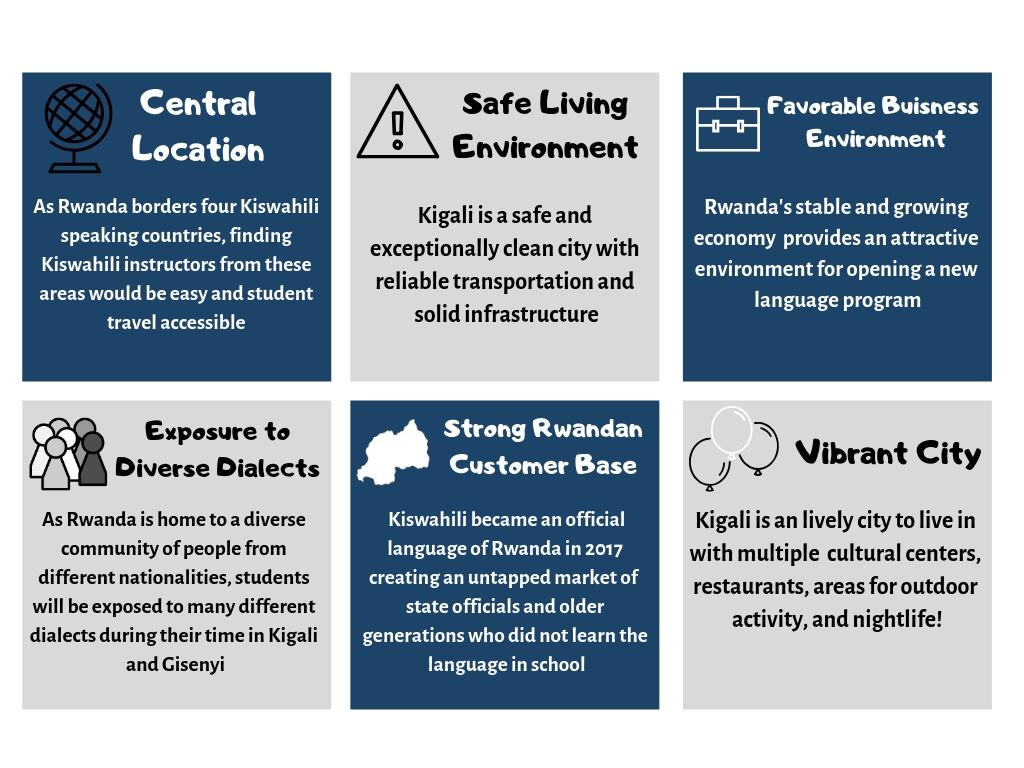 Central
Location
As Rwanda borders four Kiswahili
speaking countries, finding
Kiswahili instructors from these
areas would be easy and student
travel accessible
Safe Living
Environment
Kigali is a safe and
exceptionally clean city with
reliable transportation and
solid infrastructure
Favorable Buisness
Environment
Rwanda's stable and growing
economy provides an attractive
environment for opening a new
language program
Exposure to
Diverse Dialects
As Rwanda is home to a diverse
community of people from
different nationalities, students
will be exposed to many different
dialects during their time in Kigali
and Gisenyi
Strong Rwandan
Customer Base
Kiswahili became an official
language of Rwanda in 2017
creating an untapped market of
state officials and older
generations who did not learn the
language in school
Vibrant City
Kigali is an lively city to live in
with multiple cultural centers,
restaurants, areas for outdoor
activity, and nightlife!